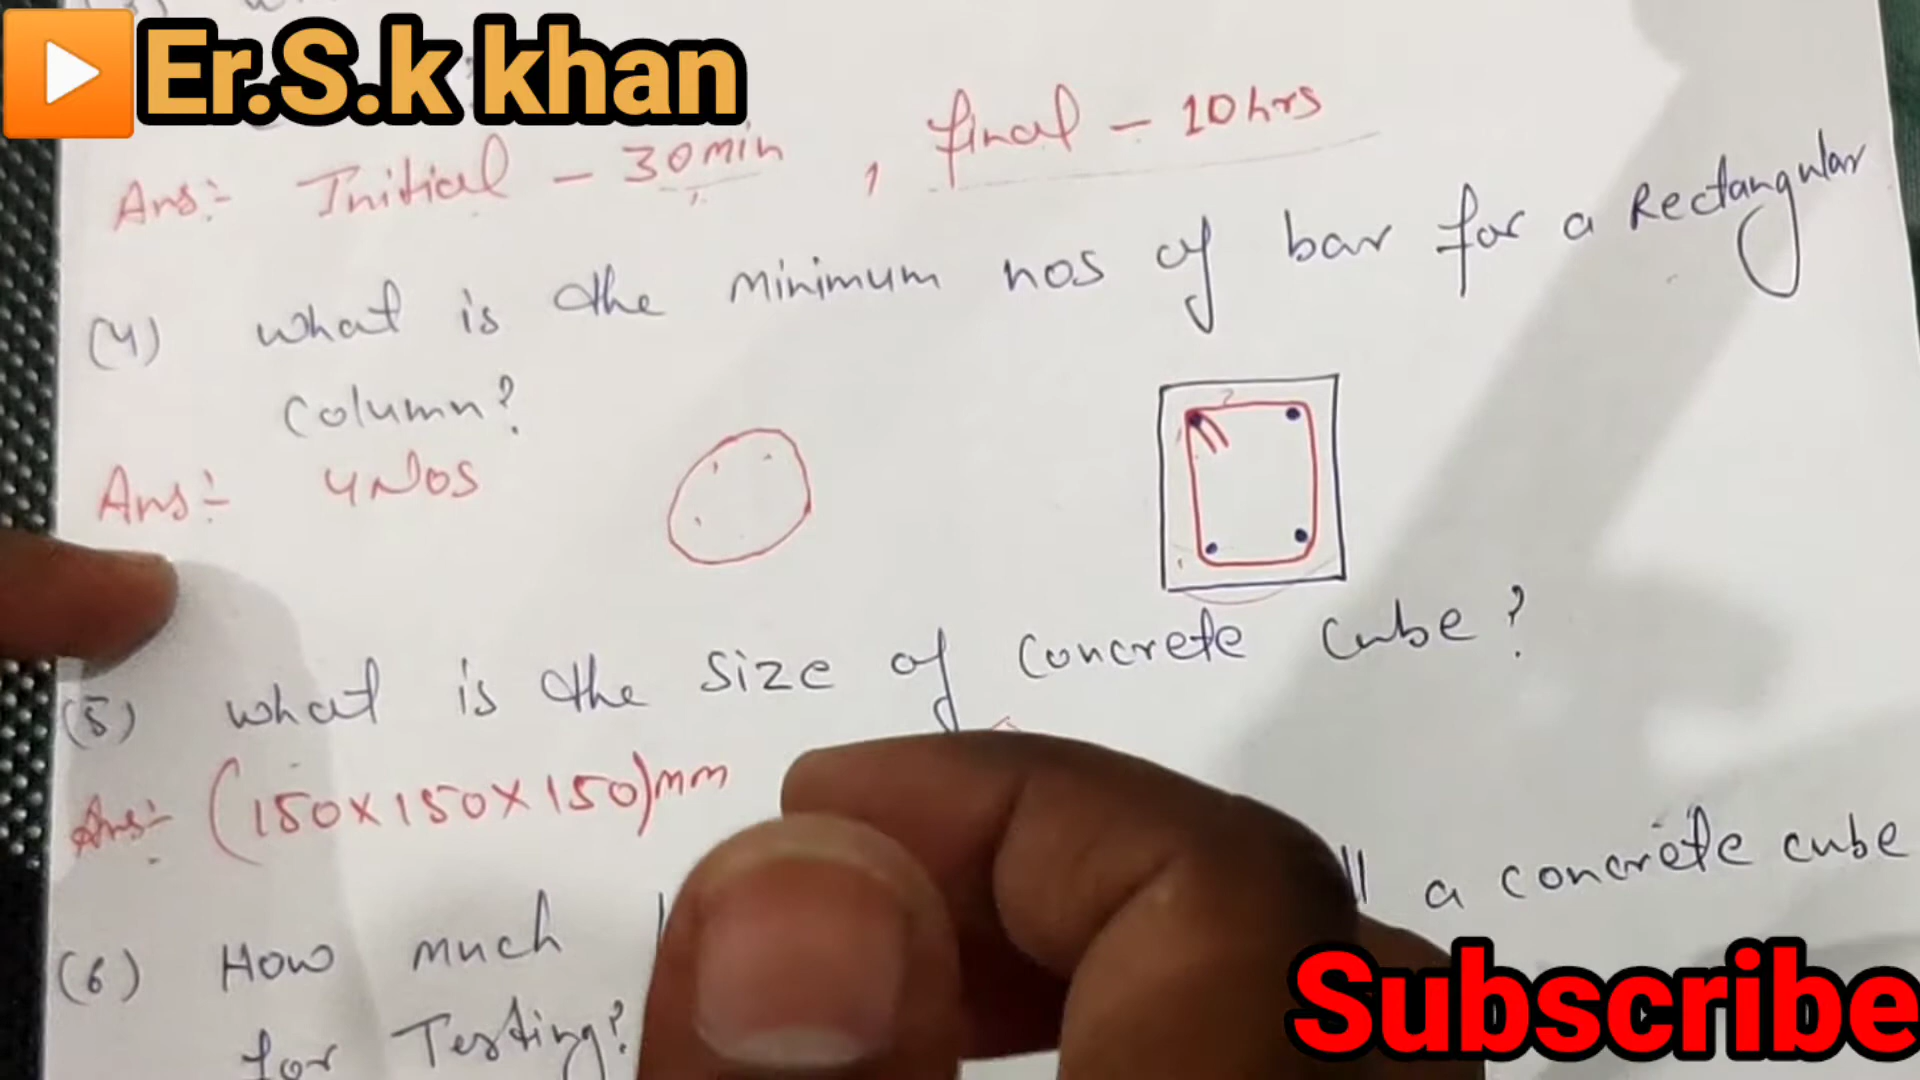 Er.S.k khan
Ans:- Initial - 30min, final - 10hrs
(4) what is the minimum nos of bar for a Rectangular
column?
Ans:- 4 Nos
(5) what is the size of concrete cube?
Ans:- (150x150x150)mm
(6) How much a concrete cube
for Testing?
Subscribe